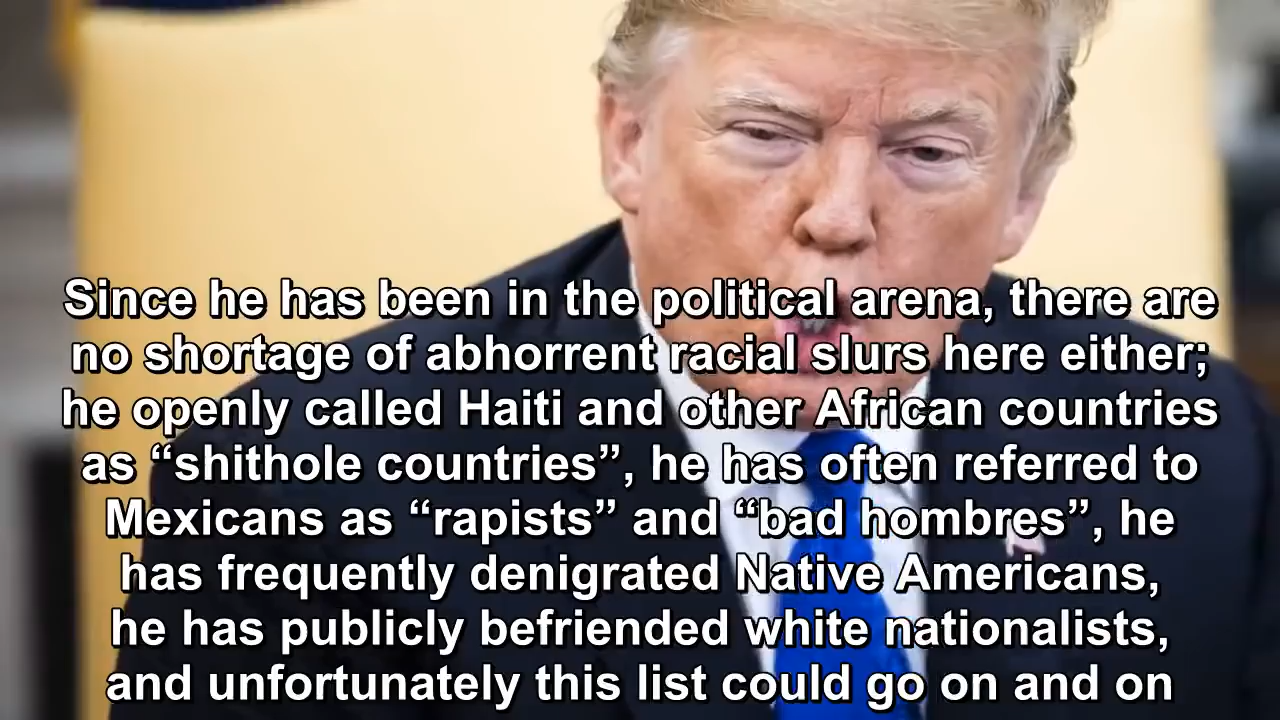 Since he has been in the political arena, there are
no shortage of abhorrent racial slurs here either;
he openly called Haiti and other African countries
as “shithole countries”, he has often referred to
Mexicans as “rapists” and “bad hombres”, he
has frequently denigrated Native Americans,
he has publicly befriended white nationalists,
and unfortunately this list could go on and on